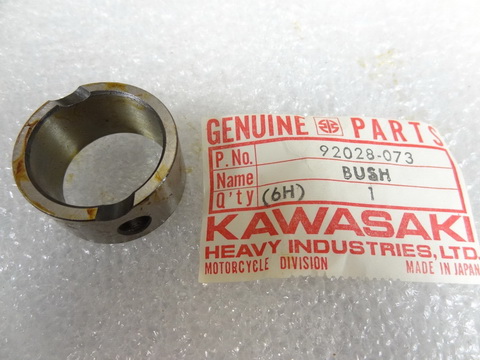 GENUINE PARTS
P.No. 92028-073
Name BUSH
Q'ty (6H) 1
KAWASAKI
HEAVY INDUSTRIES, LTD.
MOTORCYCLE DIVISION MADE IN JAPAN